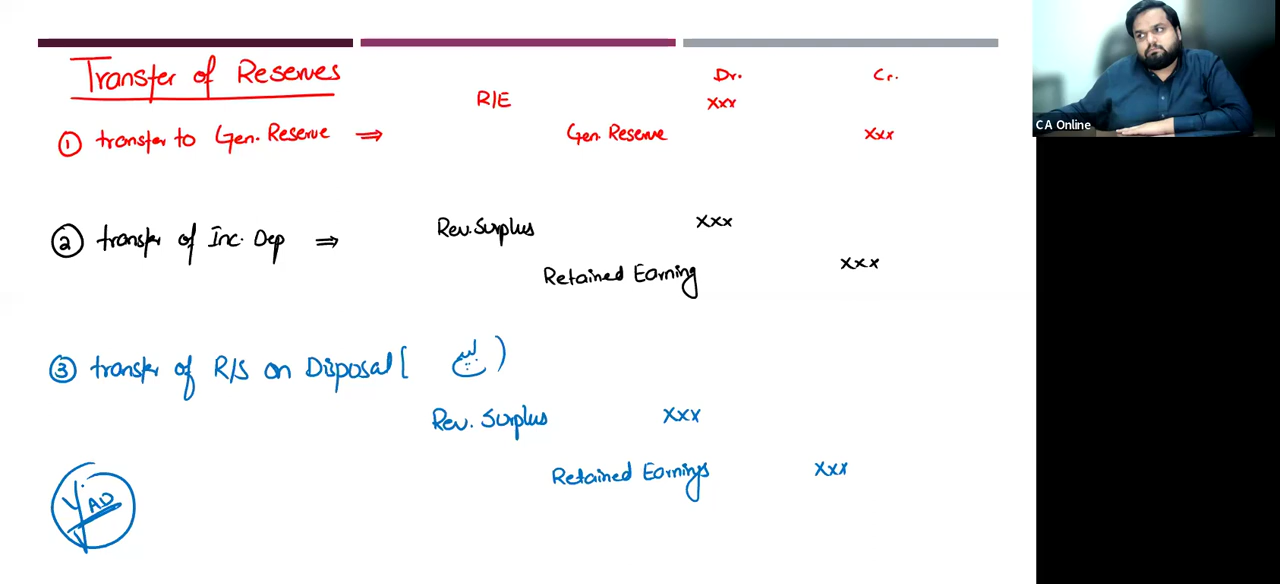 Transfer of Reserves
Dr. Cr.
R/E xxx
① transfer to Gen. Reserve ⇒ Gen. Reserve xxx
② transfer of Inc. Dep ⇒ Rev. Surplus xxx
Retained Earning xxx
③ transfer of R/S on Disposal [ )
Rev. Surplus xxx
Retained Earnings xxx
YAD
CA Online